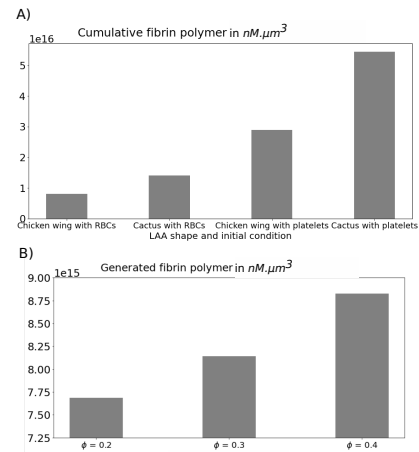 A)
Cumulative fibrin polymer in nM.μm³
1e16
5
4
3
2
1
0
Chicken wing with RBCs Cactus with RBCs Chicken wing with platelets Cactus with platelets
LAA shape and initial condition
B)
Generated fibrin polymer in nM.μm³
1e15
9.00
8.75
8.50
8.25
8.00
7.75
7.50
7.25
ϕ = 0.2 ϕ = 0.3 ϕ = 0.4